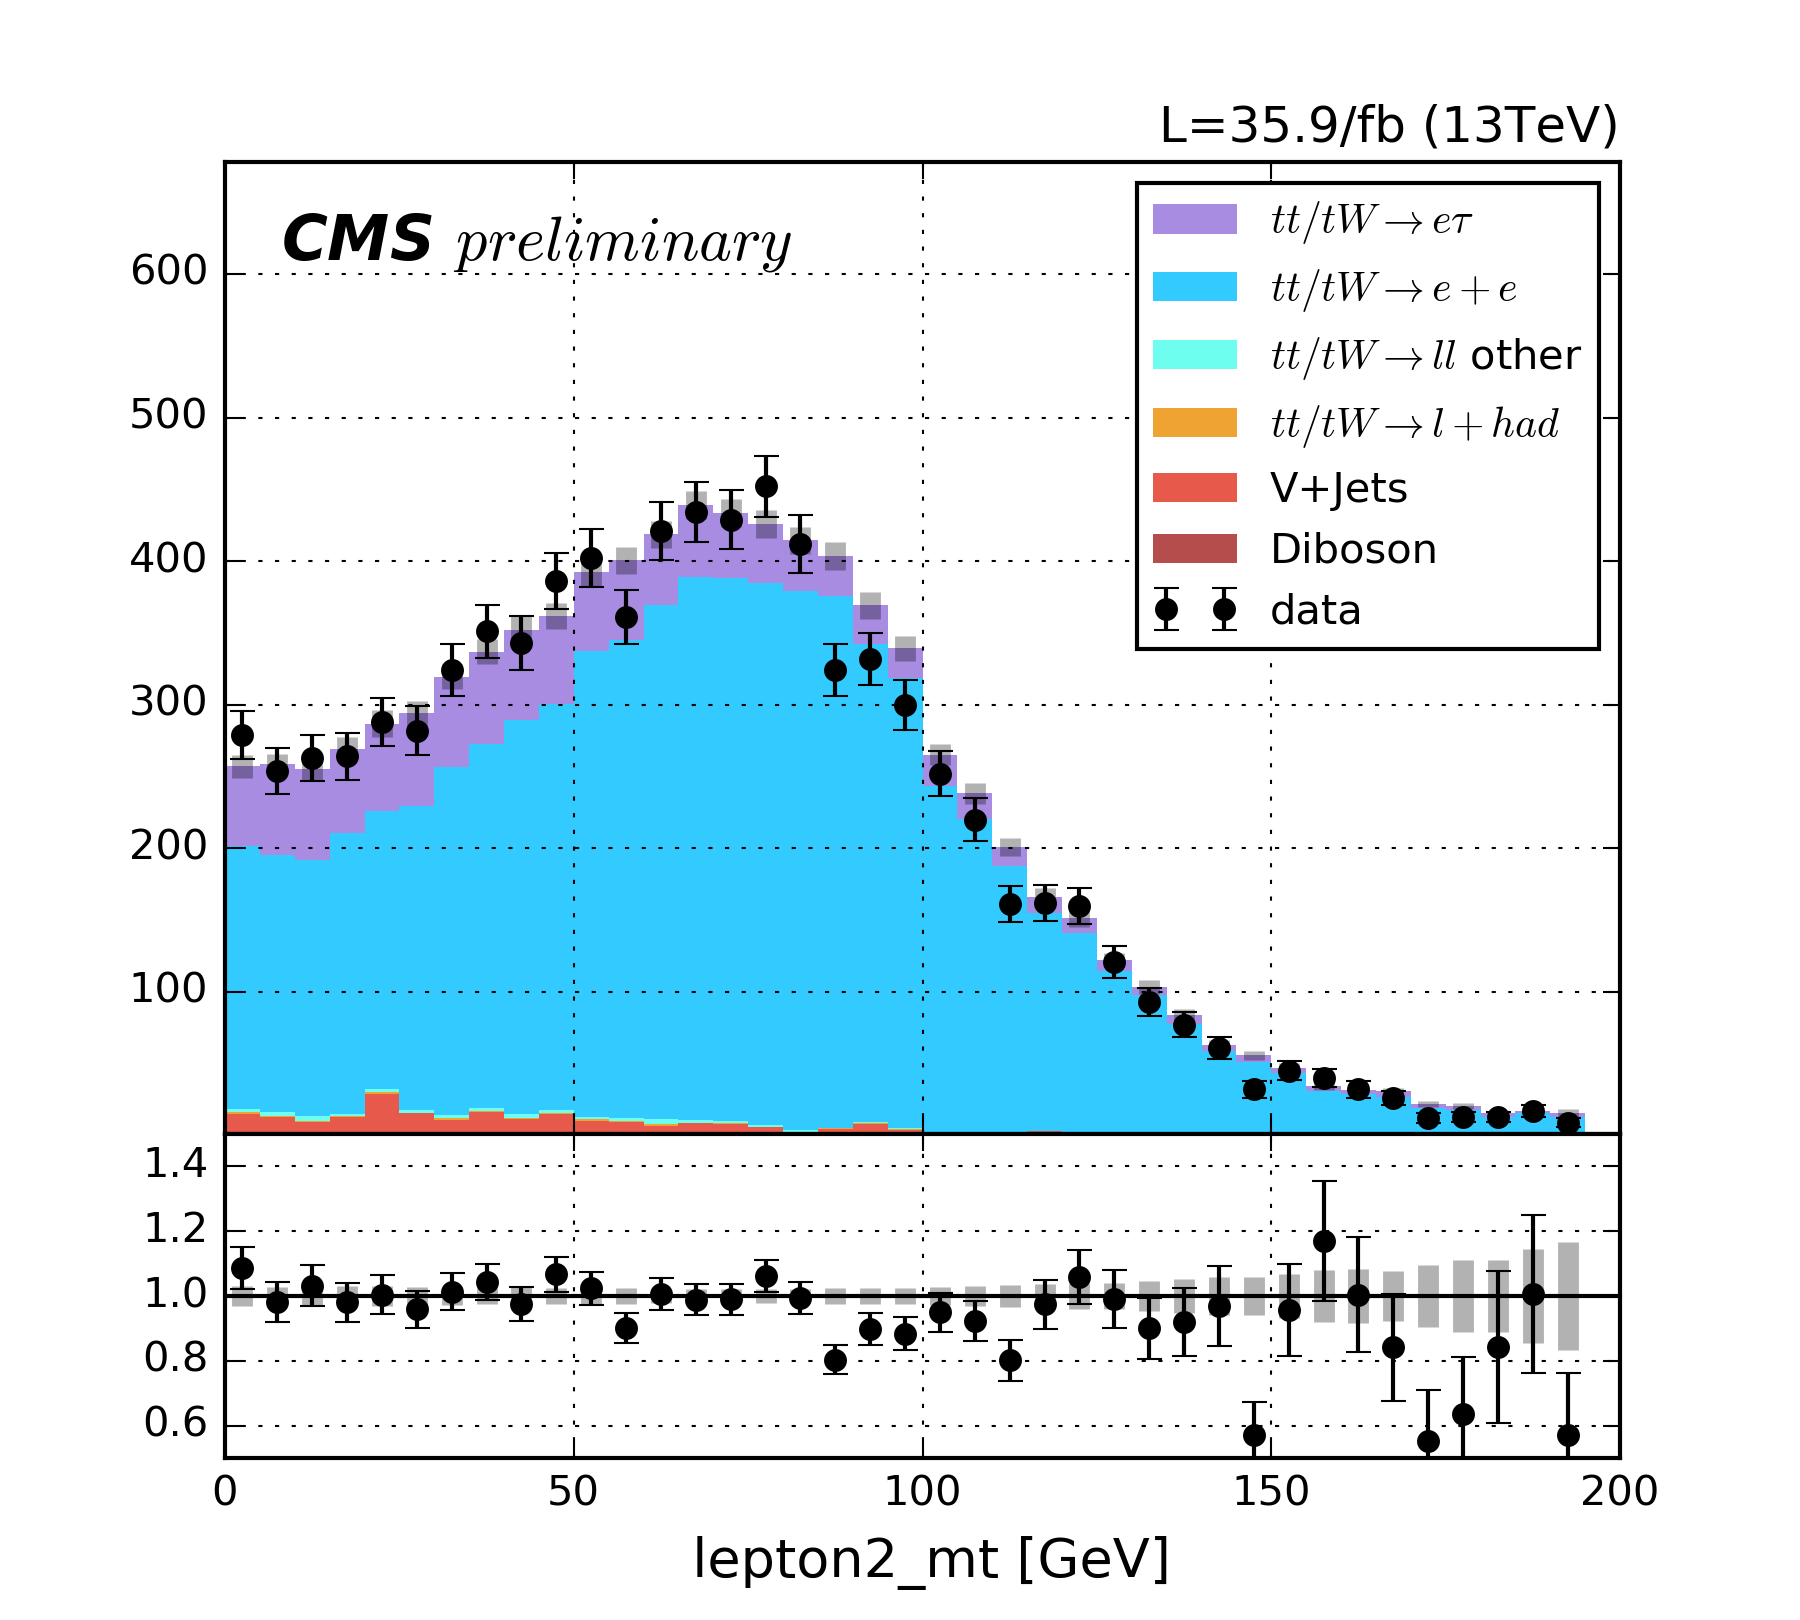 L=35.9/fb (13TeV)
CMS preliminary
tt/tW→eτ
tt/tW→e+e
tt/tW→ll other
tt/tW→l+had
V+Jets
Diboson
data
600
500
400
300
200
100
1.4
1.2
1.0
0.8
0.6
0 50 100 150 200
lepton2_mt [GeV]